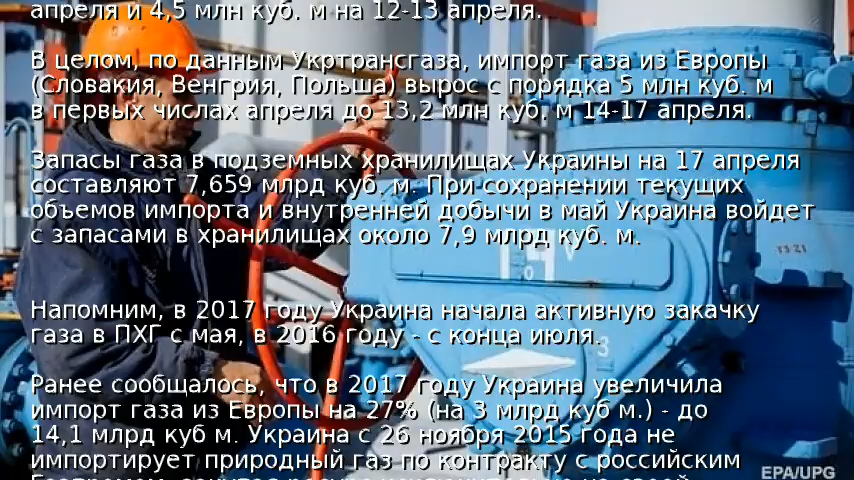 апреля и 4,5 млн куб. м на 12-13 апреля.
В целом, по данным Укртрансгаза, импорт газа из Европы
(Словакия, Венгрия, Польша) вырос с порядка 5 млн куб. м
в первых числах апреля до 13,2 млн куб. м 14-17 апреля.
Запасы газа в подземных хранилищах Украины на 17 апреля
составляют 7,659 млрд куб. м. При сохранении текущих
объемов импорта и внутренней добычи в май Украина войдет
с запасами в хранилищах около 7,9 млрд куб. м.
Напомним, в 2017 году Украина начала активную закачку
газа в ПХГ с мая, в 2016 году - с конца июля.
Ранее сообщалось, что в 2017 году Украина увеличила
импорт газа из Европы на 27% (на 3 млрд куб м.) - до
14,1 млрд куб м. Украина с 26 ноября 2015 года не
импортирует природный газ по контракту с российским
EPA/UPG